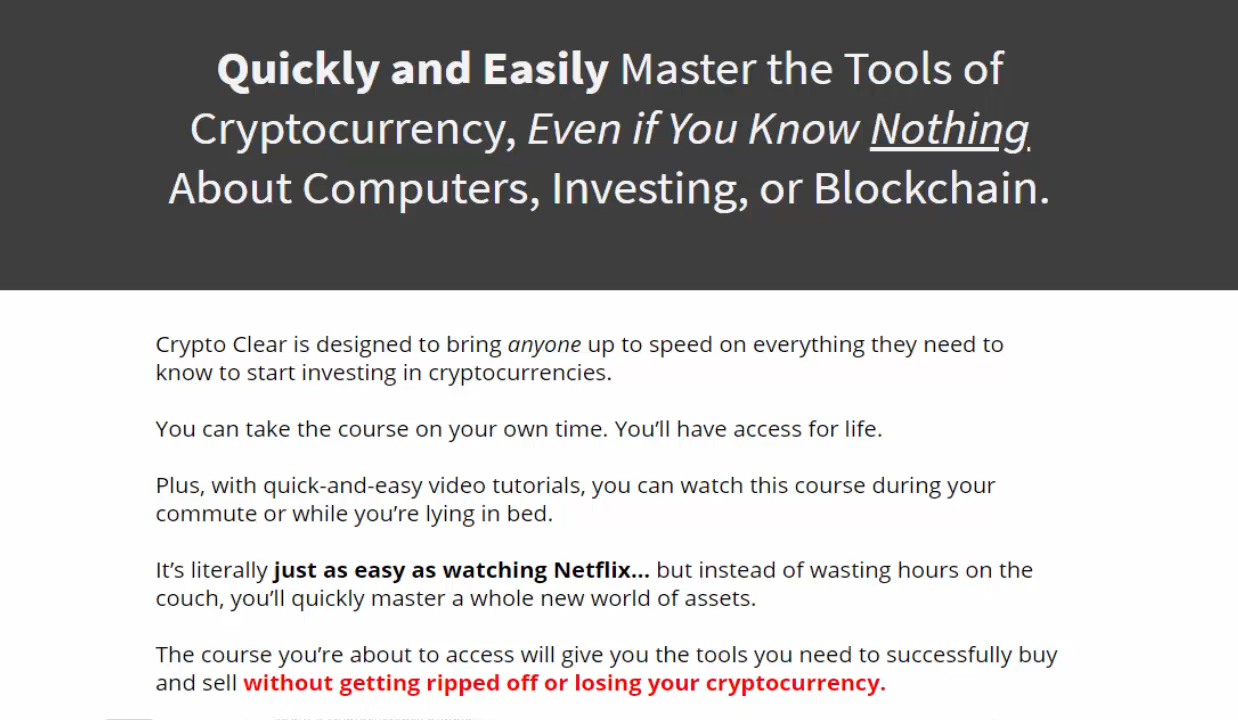 Quickly and Easily Master the Tools of
Cryptocurrency, Even if You Know Nothing
About Computers, Investing, or Blockchain.
Crypto Clear is designed to bring anyone up to speed on everything they need to
know to start investing in cryptocurrencies.
You can take the course on your own time. You’ll have access for life.
Plus, with quick-and-easy video tutorials, you can watch this course during your
commute or while you’re lying in bed.
It’s literally just as easy as watching Netflix... but instead of wasting hours on the
couch, you’ll quickly master a whole new world of assets.
The course you’re about to access will give you the tools you need to successfully buy
and sell without getting ripped off or losing your cryptocurrency.